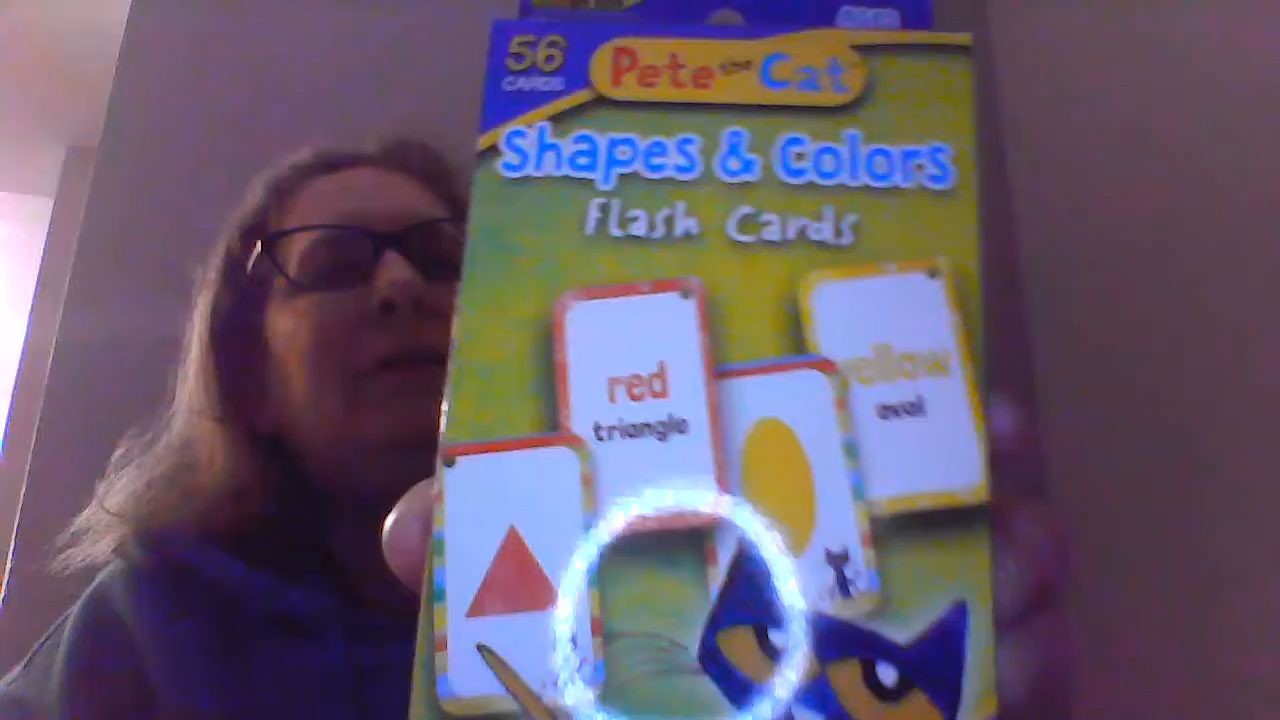 56
CARDS
Pete the Cat
Shapes & Colors
Flash Cards
red
triangle
yellow
oval